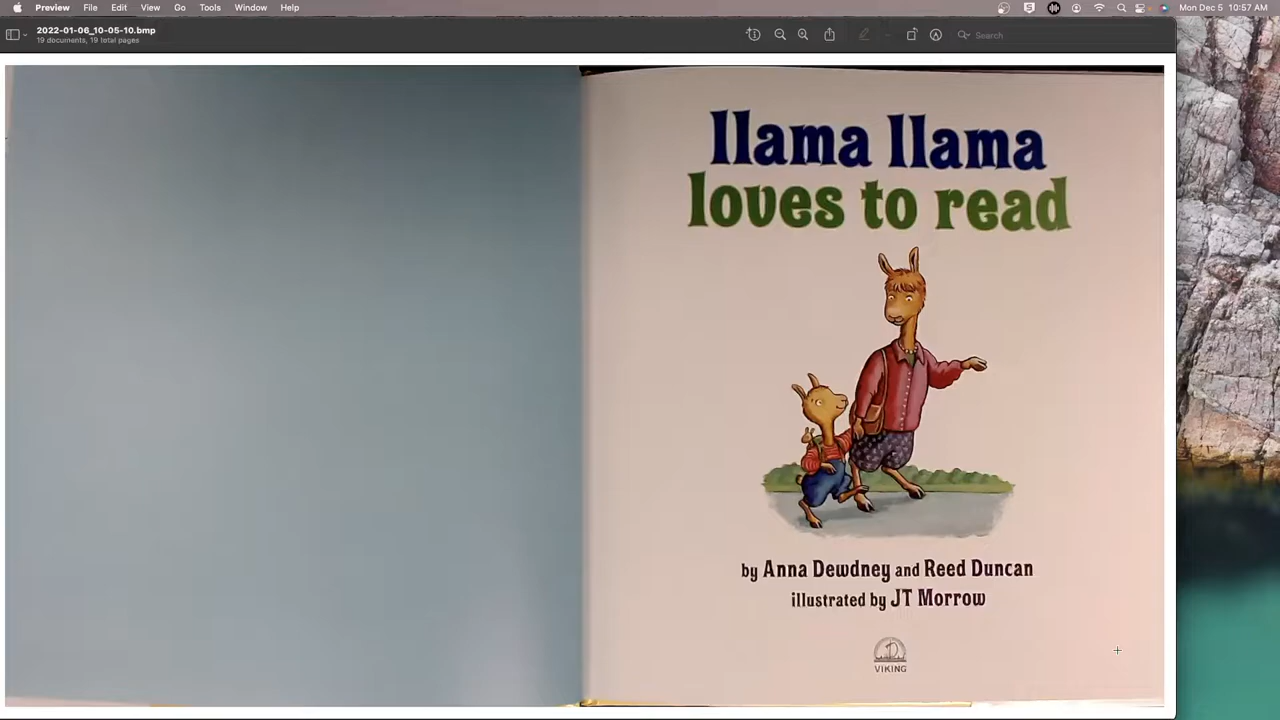 Preview File Edit View Go Tools Window Help
Mon Dec 5 10:57 AM
2022-01-06_10-05-10.bmp
19 documents, 19 total pages
Search
llama llama
loves to read
by Anna Dewdney and Reed Duncan
illustrated by JT Morrow
VIKING